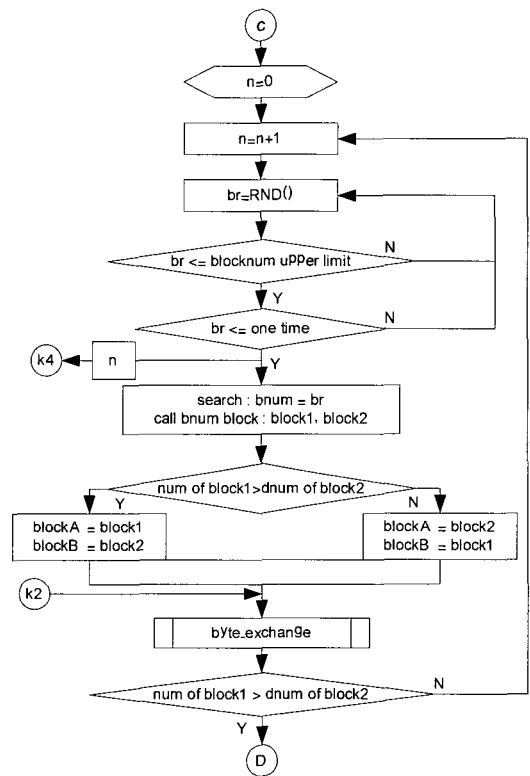 c
n=0
n=n+1
br=RND()
br <= blocknum upper limit
N
Y
br <= one time
N
k4
n
Y
search : bnum = br
call bnum block : block1, block2
num of block1>dnum of block2
Y
N
blockA = block1
blockB = block2
blockA = block2
blockB = block1
k2
byte_exchange
num of block1 > dnum of block2
N
Y
D